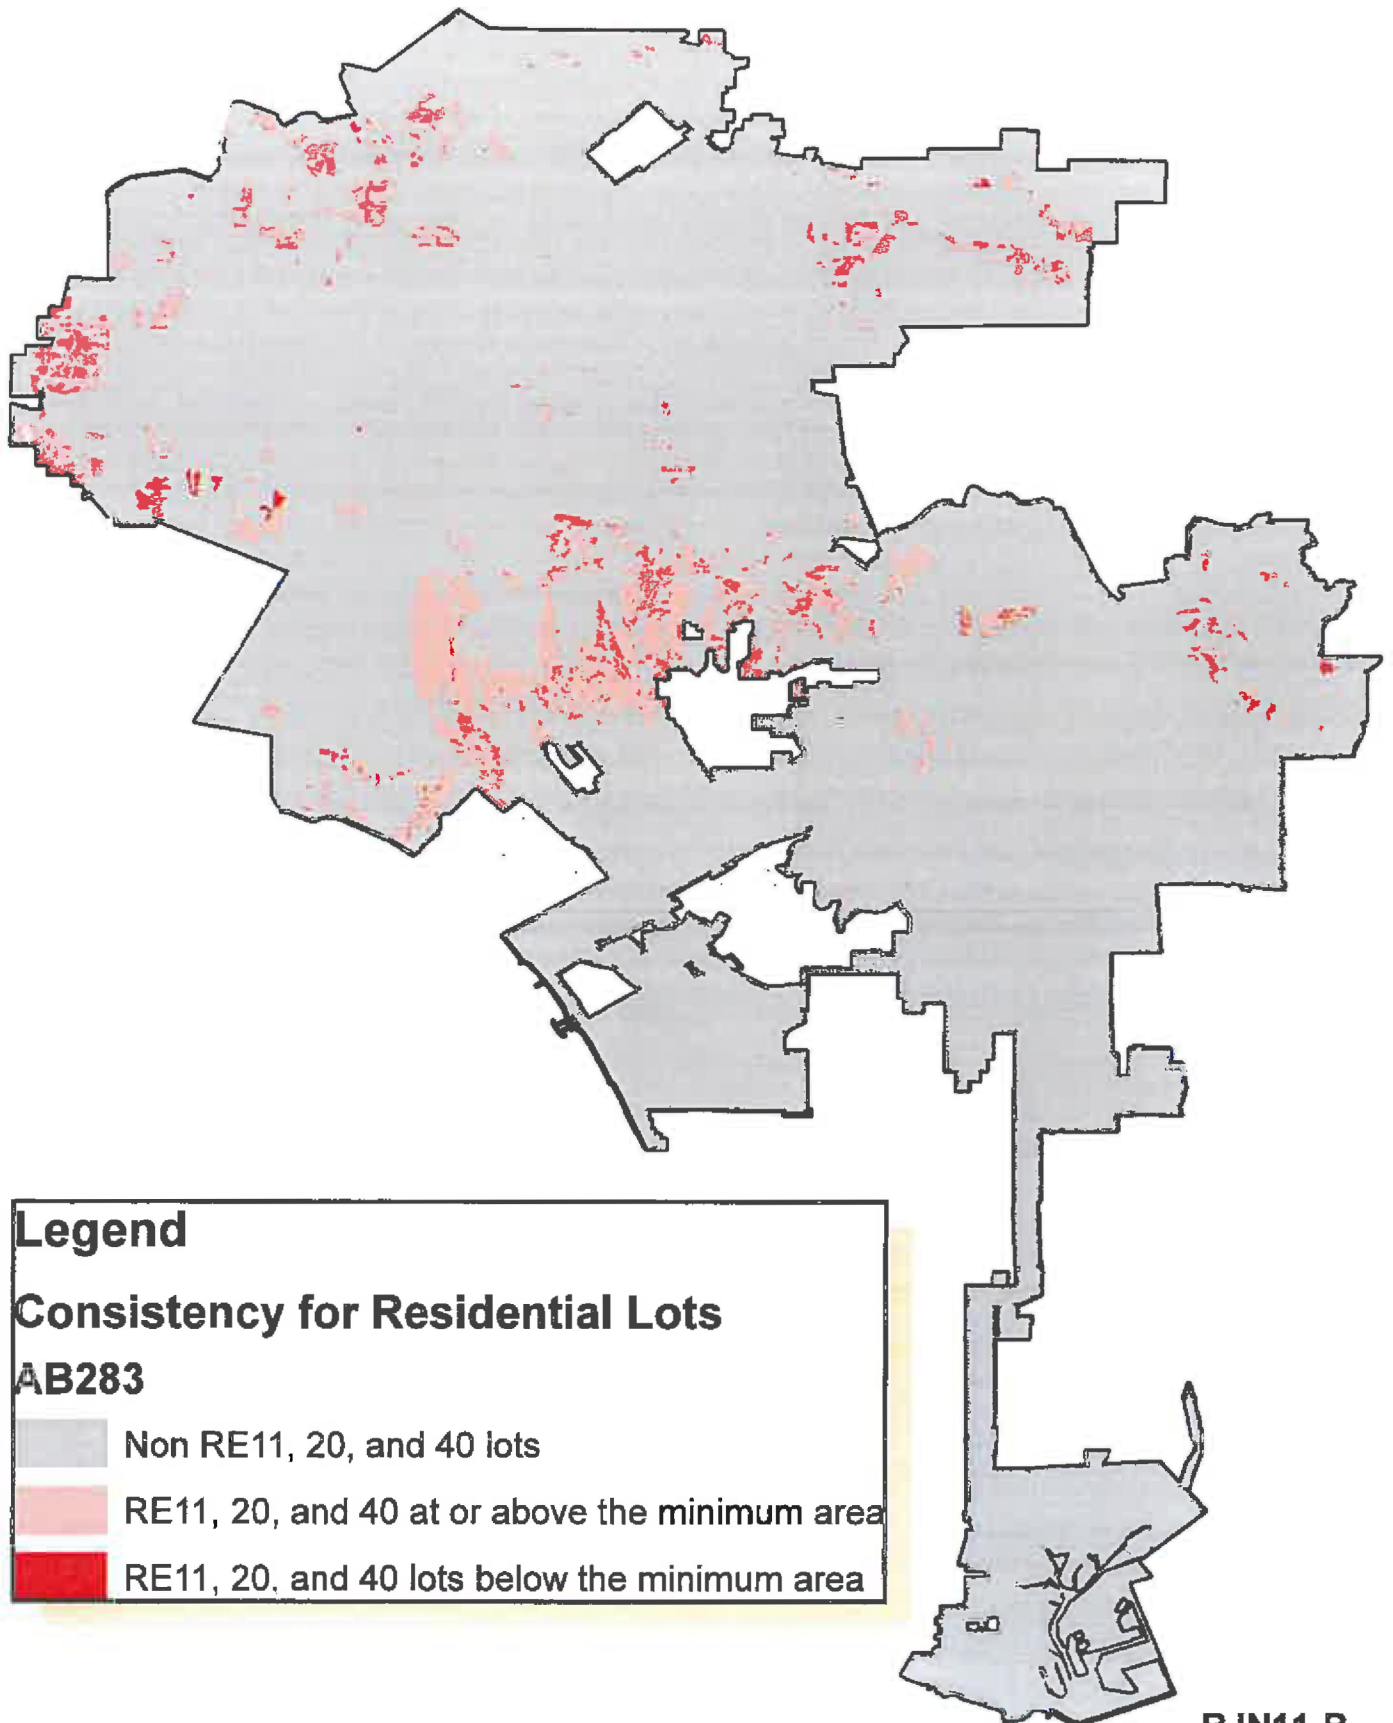 Legend
Consistency for Residential Lots
AB283
Non RE11, 20, and 40 lots
RE11, 20, and 40 at or above the minimum area
RE11, 20, and 40 lots below the minimum area